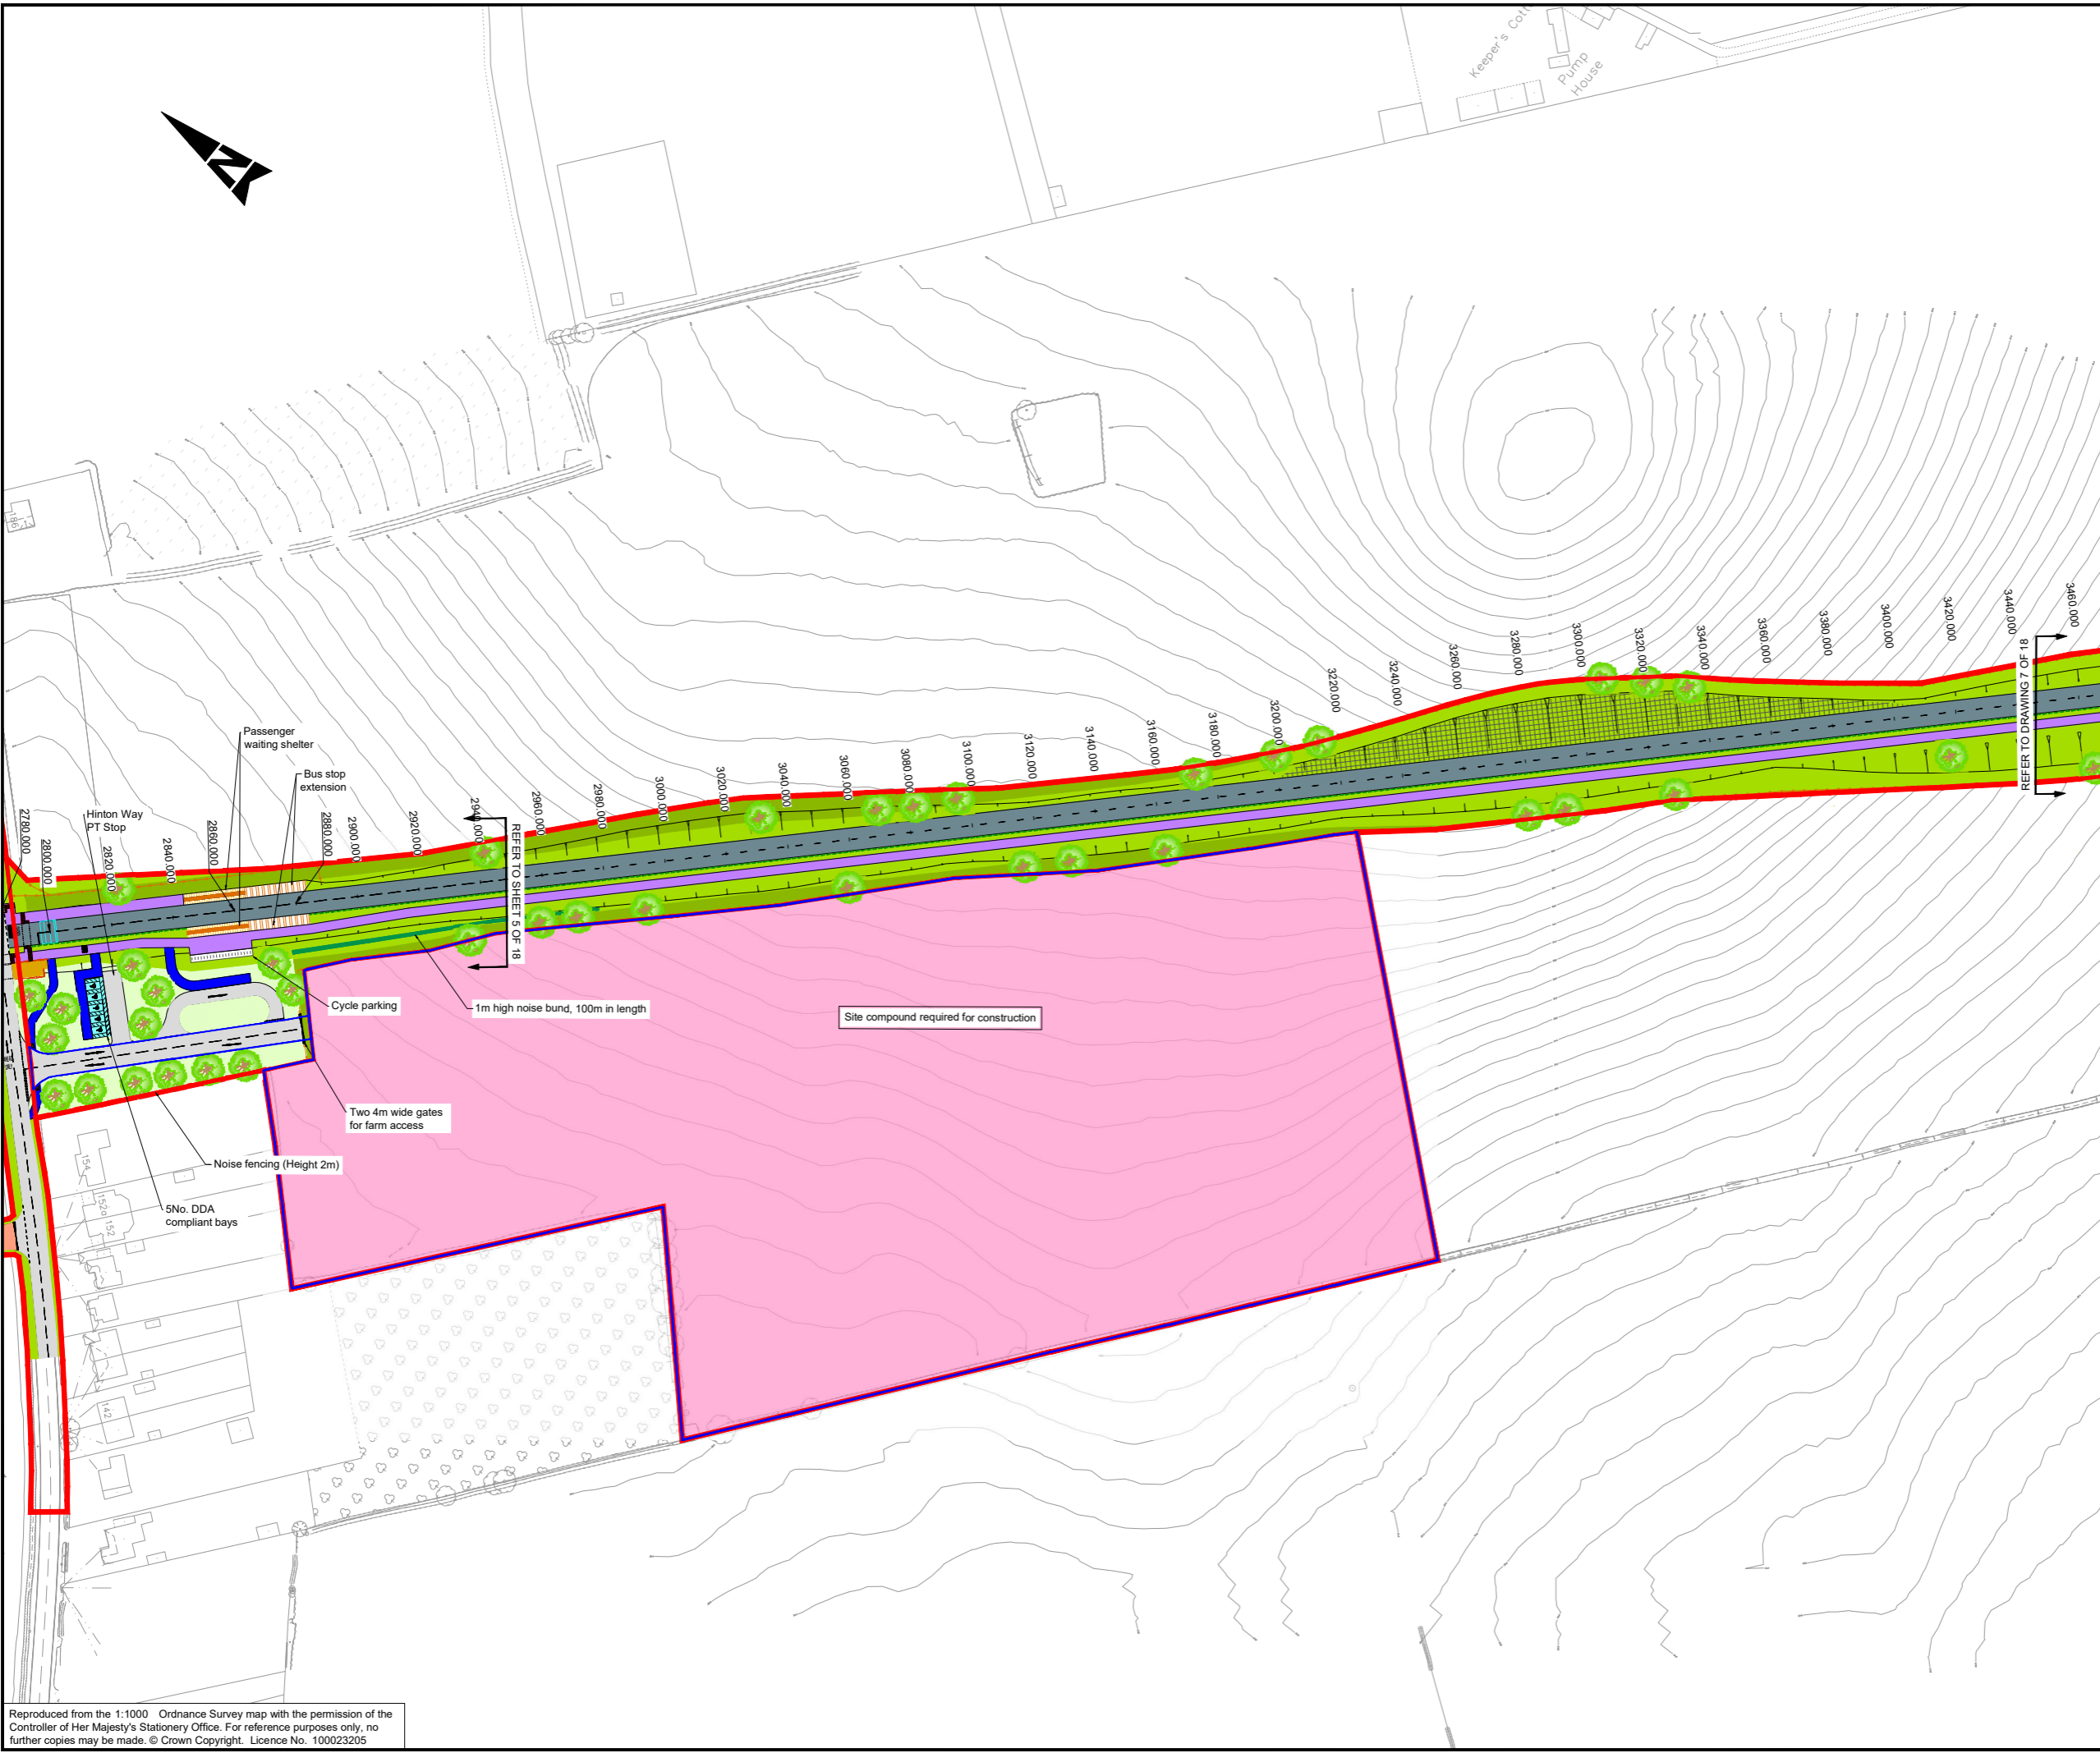 Keeper's
Pump
House
N
186
Passenger
waiting shelter
Bus stop
extension
Hinton Way
PT Stop
2780.000
2800.000
2820.000
2840.000
2860.000
2880.000
2900.000
2920.000
2940.000
2960.000
2980.000
3000.000
3020.000
3040.000
3060.000
3080.000
3100.000
3120.000
3140.000
3160.000
3180.000
3200.000
3220.000
3240.000
3260.000
3280.000
3300.000
3320.000
3340.000
3360.000
3380.000
3400.000
3420.000
3440.000
3460.000
REFER TO SHEET 5 OF 18
REFER TO DRAWING 7 OF 18
Cycle parking
1m high noise bund, 100m in length
Site compound required for construction
Two 4m wide gates
for farm access
Noise fencing (Height 2m)
5No. DDA
compliant bays
154
152a
152
142
Reproduced from the 1:1000 Ordnance Survey map with the permission of the
Controller of Her Majesty's Stationery Office. For reference purposes only, no
further copies may be made. © Crown Copyright. Licence No. 100023205